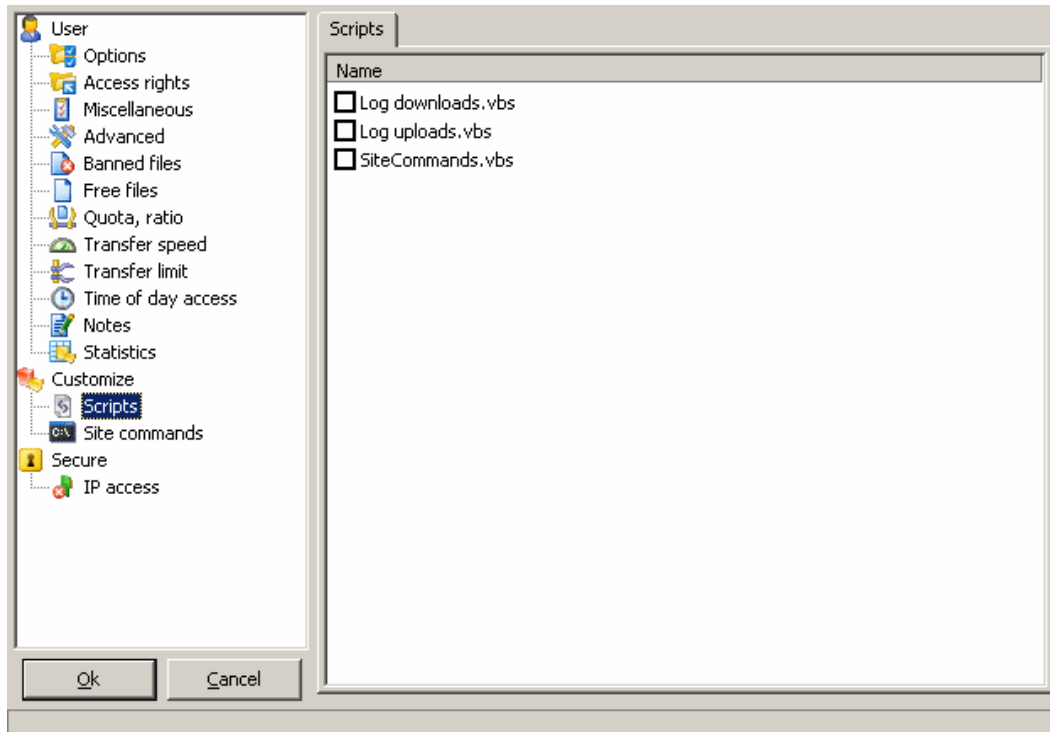 User
Options
Access rights
Miscellaneous
Advanced
Banned files
Free files
Quota, ratio
Transfer speed
Transfer limit
Time of day access
Notes
Statistics
Customize
Scripts
Site commands
Secure
IP access
Ok
Cancel
Scripts
Name
Log downloads.vbs
Log uploads.vbs
SiteCommands.vbs